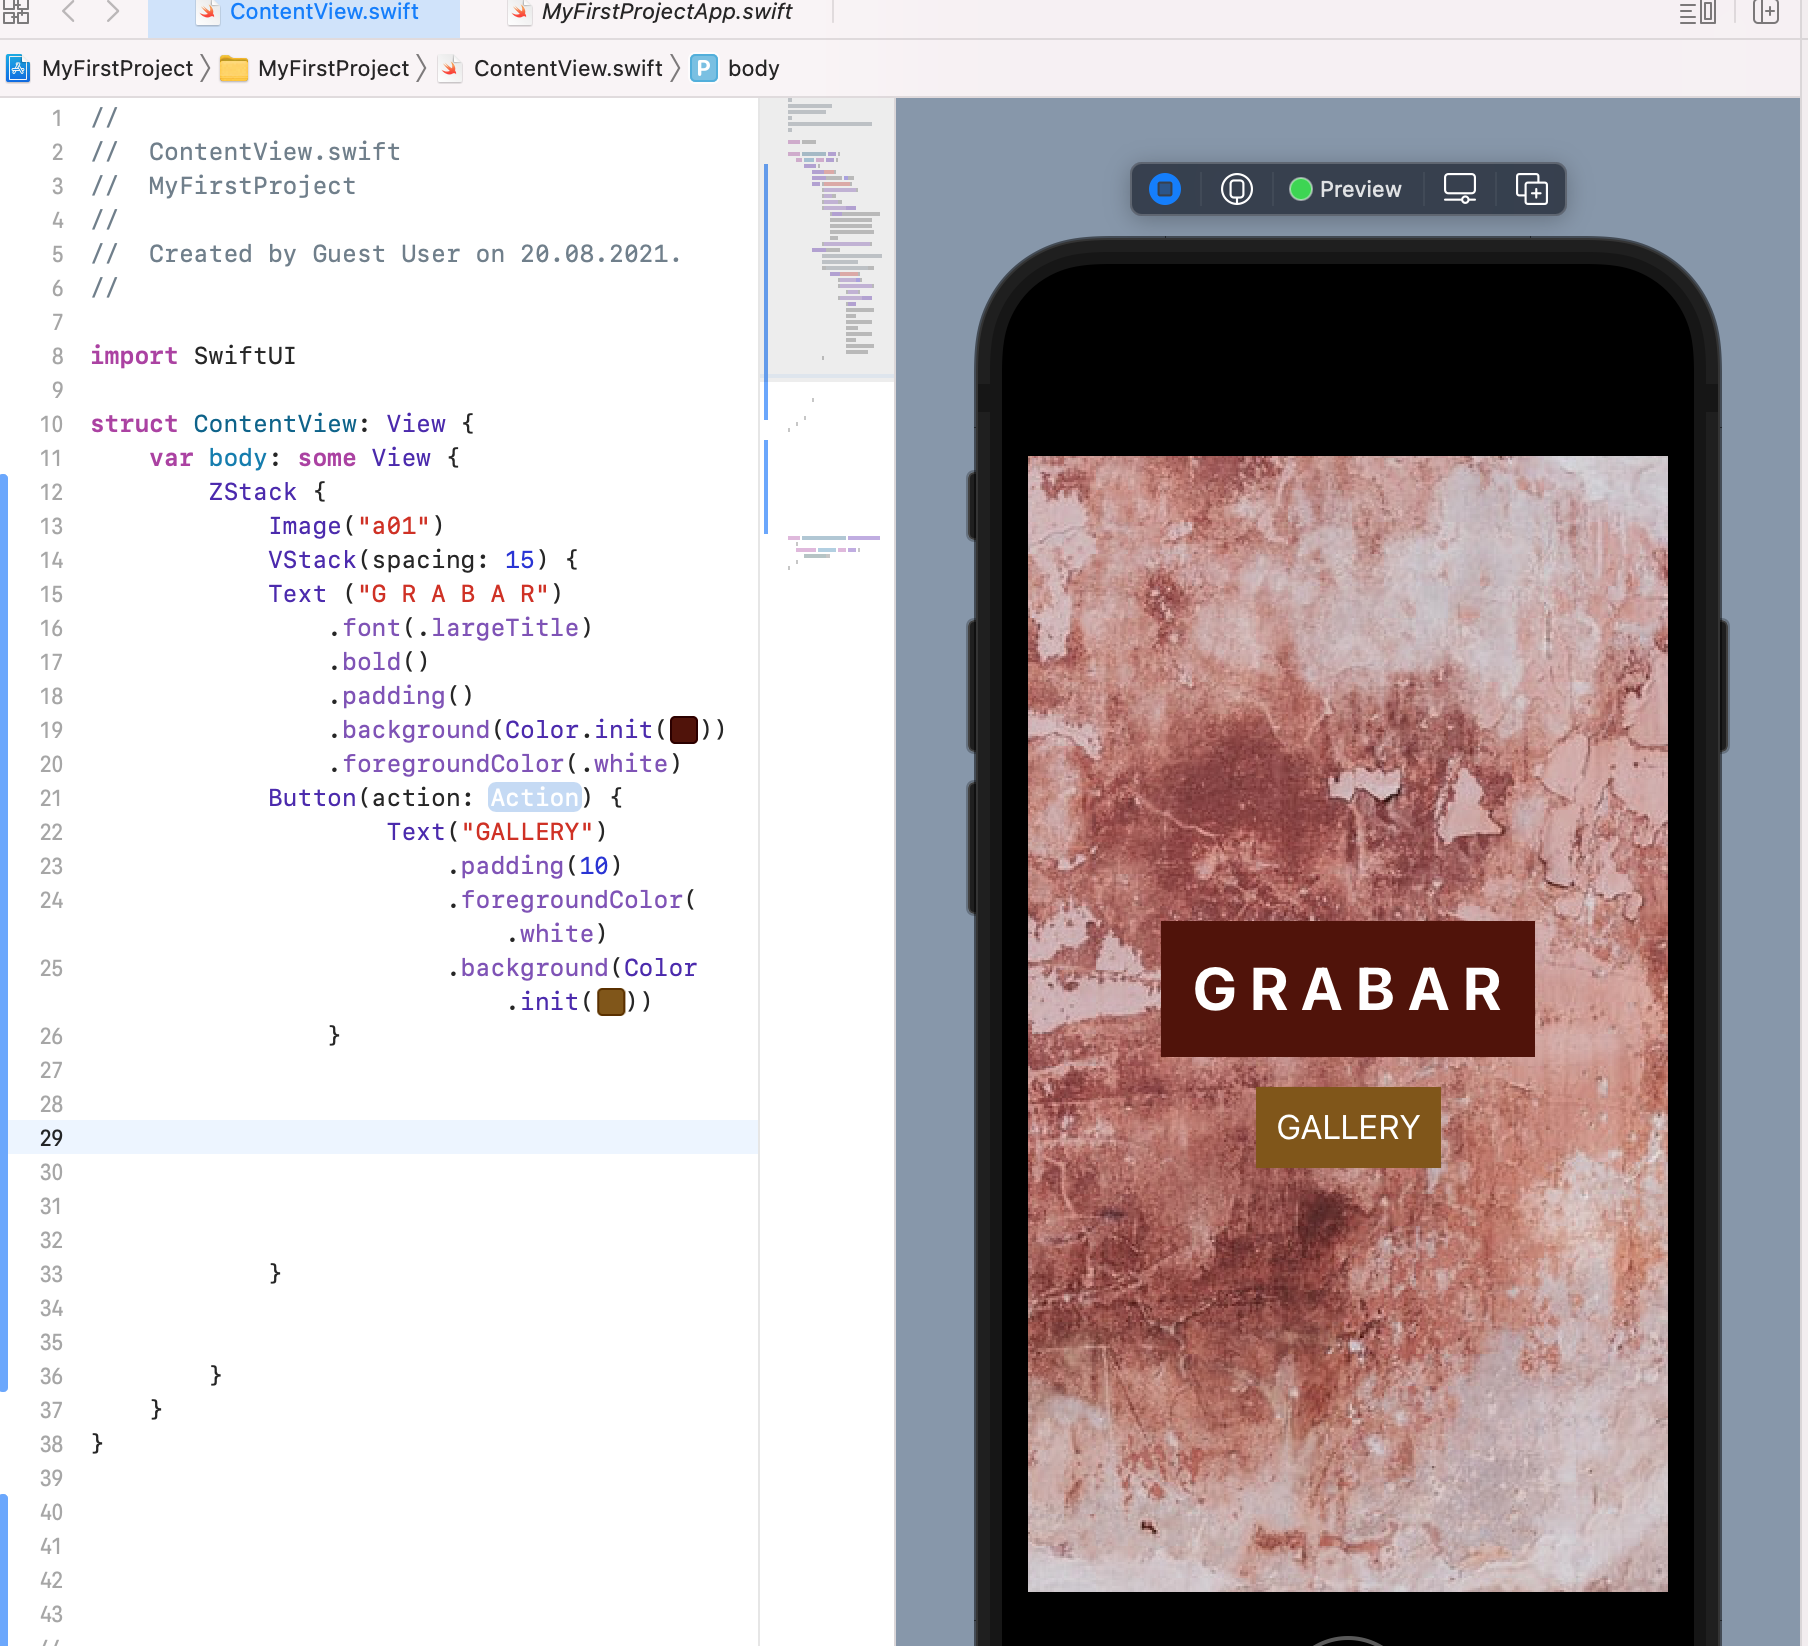 ContentView.swift
MyFirstProjectApp.swift
MyFirstProject
MyFirstProject
ContentView.swift
P
body
1 //
2 //  ContentView.swift
3 //  MyFirstProject
4 //
5 //  Created by Guest User on 20.08.2021.
6 //
7
8 import SwiftUI
9
10 struct ContentView: View {
11     var body: some View {
12         ZStack {
13             Image("a01")
14             VStack(spacing: 15) {
15             Text ("G R A B A R")
16                 .font(.largeTitle)
17                 .bold()
18                 .padding()
19                 .background(Color.init())
20                 .foregroundColor(.white)
21             Button(action: Action) {
22                     Text("GALLERY")
23                         .padding(10)
24                         .foregroundColor(
                            .white)
25                         .background(Color
                            .init())
26                 }
27
28
29
30
31
32
33             }
34
35
36         }
37     }
38 }
39
40
41
42
43
Preview
G R A B A R
GALLERY